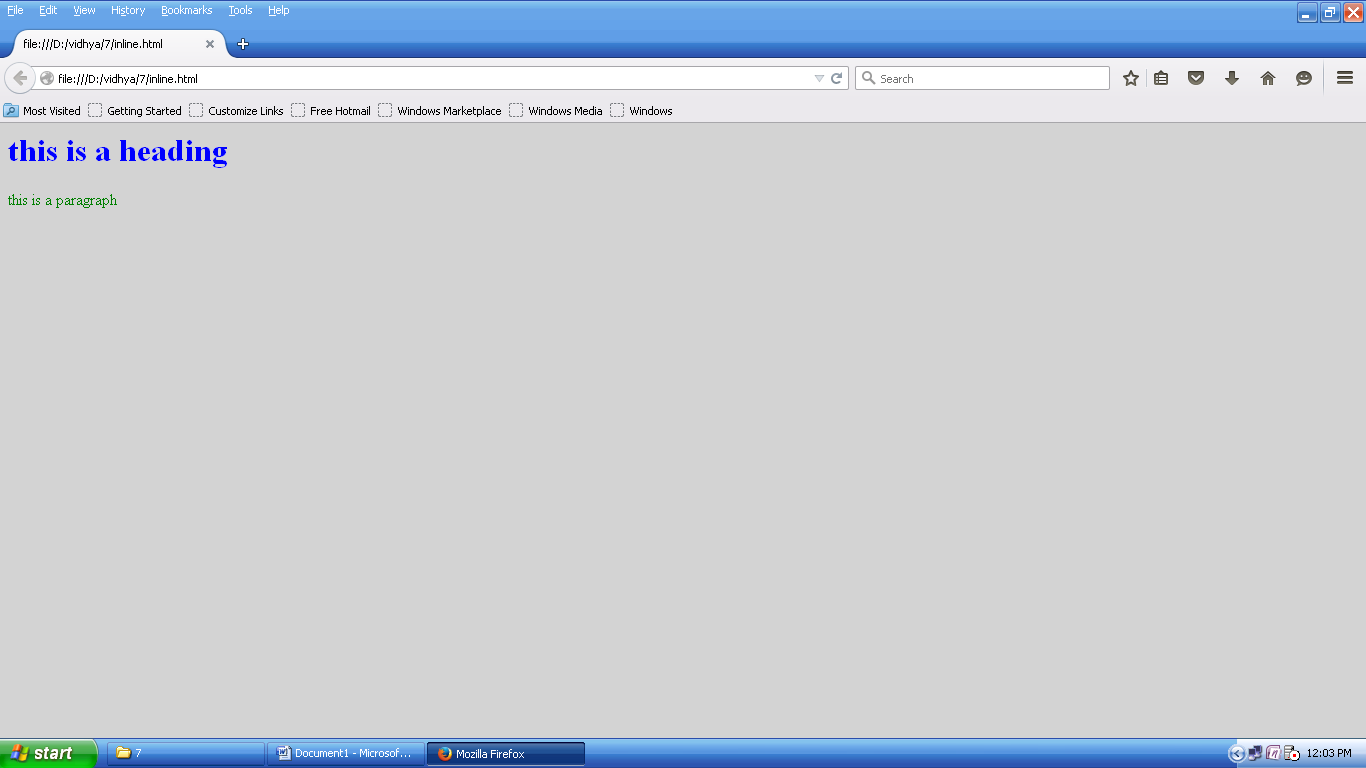 File Edit View History Bookmarks Tools Help
file:///D:/vidhya/7/inline.html
file:///D:/vidhya/7/inline.html Search
Most Visited Getting Started Customize Links Free Hotmail Windows Marketplace Windows Media Windows
this is a heading
this is a paragraph
start 7 Document1 - Microsof... Mozilla Firefox 12:03 PM